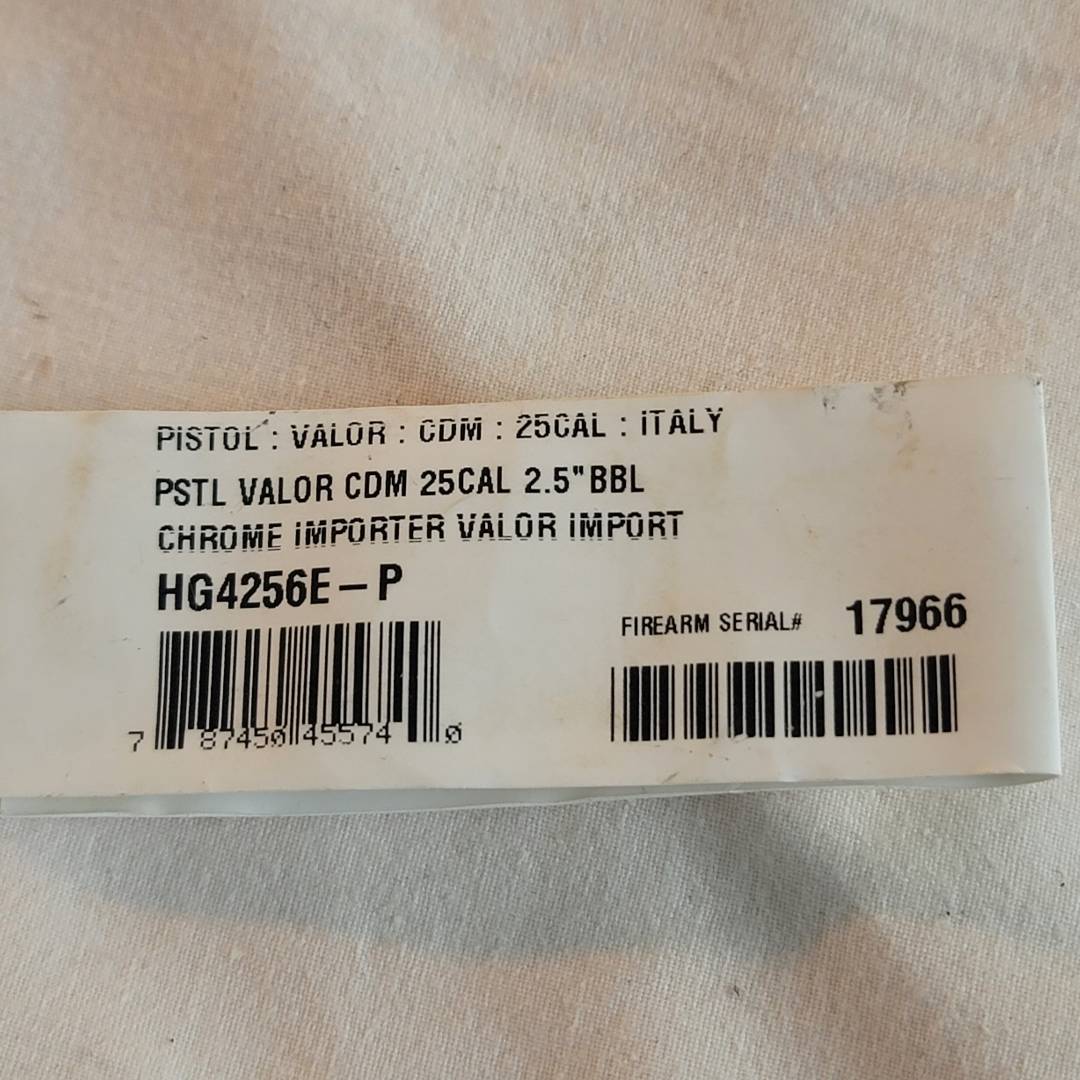 PISTOL : VALOR : CDM : 25CAL : ITALY
PSTL VALOR CDM 25CAL 2.5"BBL
CHROME IMPORTER VALOR IMPORT
HG4256E-P
FIREARM SERIAL# 17966
7 87450 45574 0